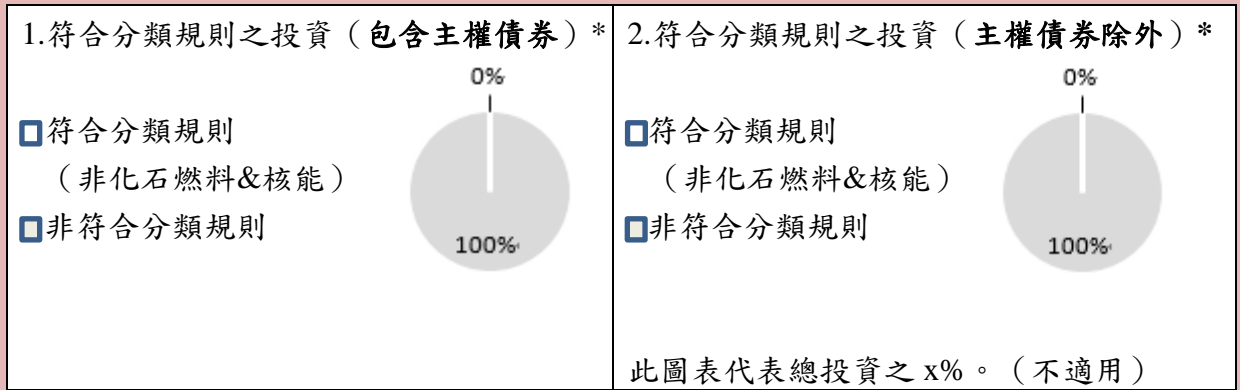 1.符合分類規則之投資（包含主權債券）*
0%
符合分類規則
（非化石燃料&核能）
非符合分類規則
100%
2.符合分類規則之投資（主權債券除外）*
0%
符合分類規則
（非化石燃料&核能）
非符合分類規則
100%
此圖表代表總投資之 x%。（不適用）